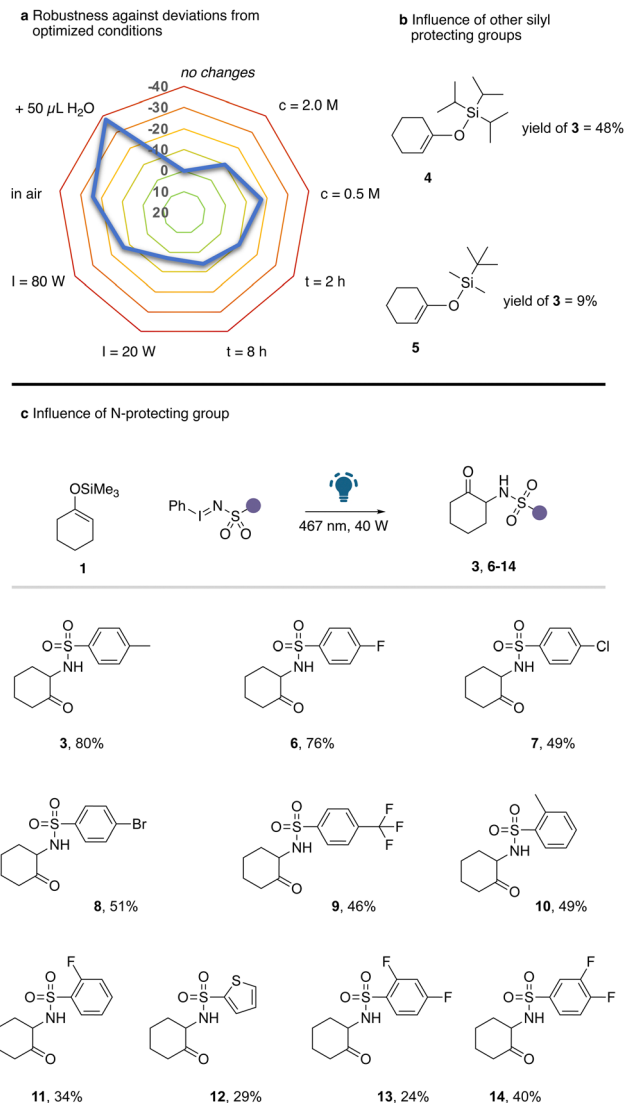 a Robustness against deviations from
optimized conditions
no changes
c = 2.0 M
c = 0.5 M
t = 2 h
t = 8 h
I = 20 W
I = 80 W
in air
+ 50 µL H2O
-40
-30
-20
-10
0
10
20
b Influence of other silyl
protecting groups
Si
O
4
yield of 3 = 48%
Si
O
5
yield of 3 = 9%
c Influence of N-protecting group
OSiMe3
1
Ph
I
N
S
O O
467 nm, 40 W
O
H
N
S
O
O
3, 6-14
O
O
S
NH
O
3, 80%
O
O
S
NH
O
F
6, 76%
O
O
S
NH
O
Cl
7, 49%
O
O
S
NH
O
Br
8, 51%
O
O
S
NH
O
F
F
F
9, 46%
O
O
S
NH
O
10, 49%
F
O
O
S
NH
O
11, 34%
O
O
S
S
NH
O
12, 29%
F
O
O
S
F
NH
O
13, 24%
F
O
O
S
F
NH
O
14, 40%